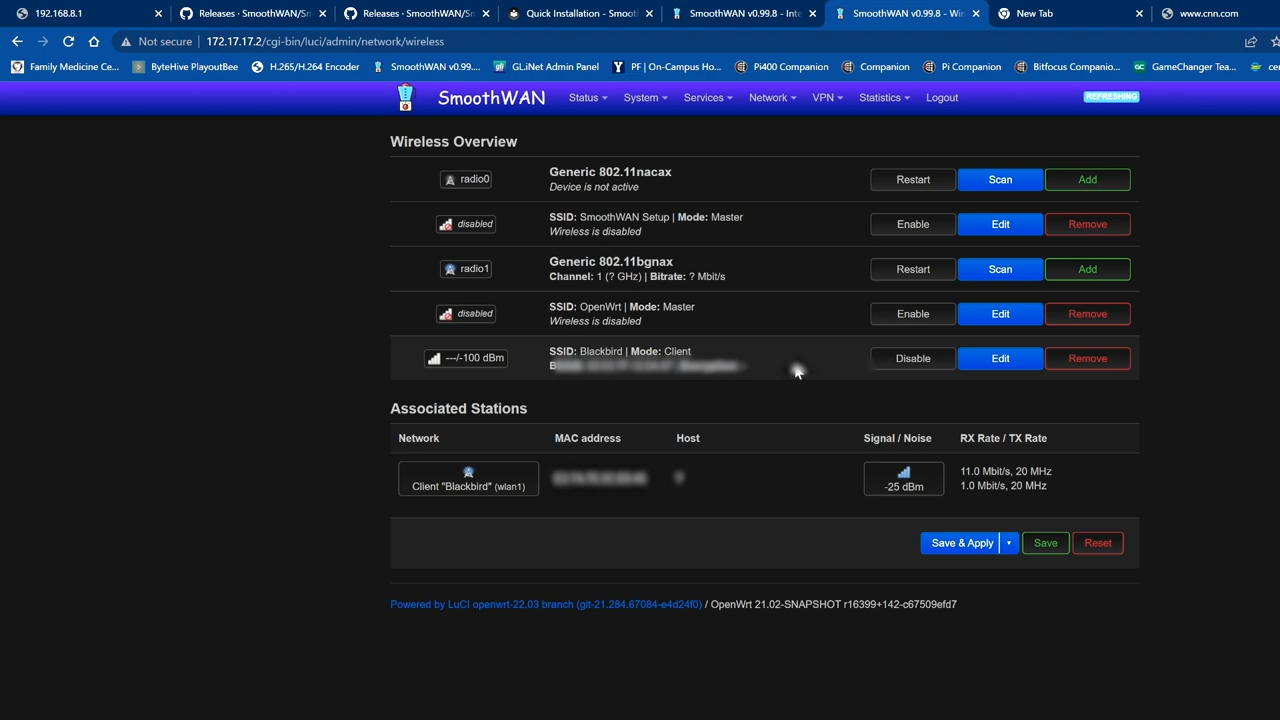 192.168.8.1
Releases · SmoothWAN/Sm
Releases · SmoothWAN/Sm
Quick Installation - Smooth
SmoothWAN v0.99.8 - Inte
SmoothWAN v0.99.8 - Wir
New Tab
www.cnn.com
Not secure
172.17.17.2/cgi-bin/luci/admin/network/wireless
Family Medicine Ce...
ByteHive PlayoutBee
H.265/H.264 Encoder
SmoothWAN v0.99....
GL.iNet Admin Panel
PF | On-Campus Ho...
Pi400 Companion
Companion
Pi Companion
Bitfocus Companio...
GameChanger Tea...
SmoothWAN
Status
System
Services
Network
VPN
Statistics
Logout
REFRESHING
Wireless Overview
radio0
Generic 802.11nacax
Device is not active
Restart
Scan
Add
disabled
SSID: SmoothWAN Setup | Mode: Master
Wireless is disabled
Enable
Edit
Remove
radio1
Generic 802.11bgnax
Channel: 1 (? GHz) | Bitrate: ? Mbit/s
Restart
Scan
Add
disabled
SSID: OpenWrt | Mode: Master
Wireless is disabled
Enable
Edit
Remove
---/-100 dBm
SSID: Blackbird | Mode: Client
Disable
Edit
Remove
Associated Stations
Network
MAC address
Host
Signal / Noise
RX Rate / TX Rate
Client "Blackbird" (wlan1)
-25 dBm
11.0 Mbit/s, 20 MHz
1.0 Mbit/s, 20 MHz
Save & Apply
Save
Reset
Powered by LuCI openwrt-22.03 branch (git-21.284.67084-e4d24f0) / OpenWrt 21.02-SNAPSHOT r16399+142-c67509efd7